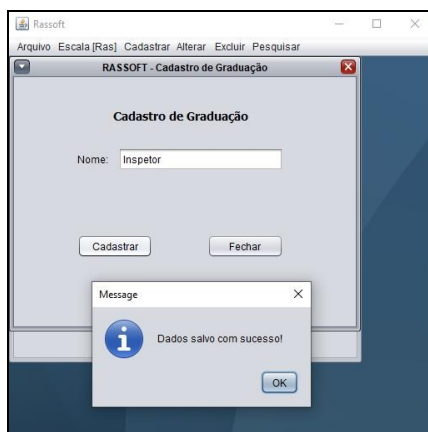 Rassoft
Arquivo Escala [Ras] Cadastrar Alterar Excluir Pesquisar
RASSOFT - Cadastro de Graduação
Cadastro de Graduação
Nome: Inspetor
Cadastrar Fechar
Message
Dados salvo com sucesso!
OK